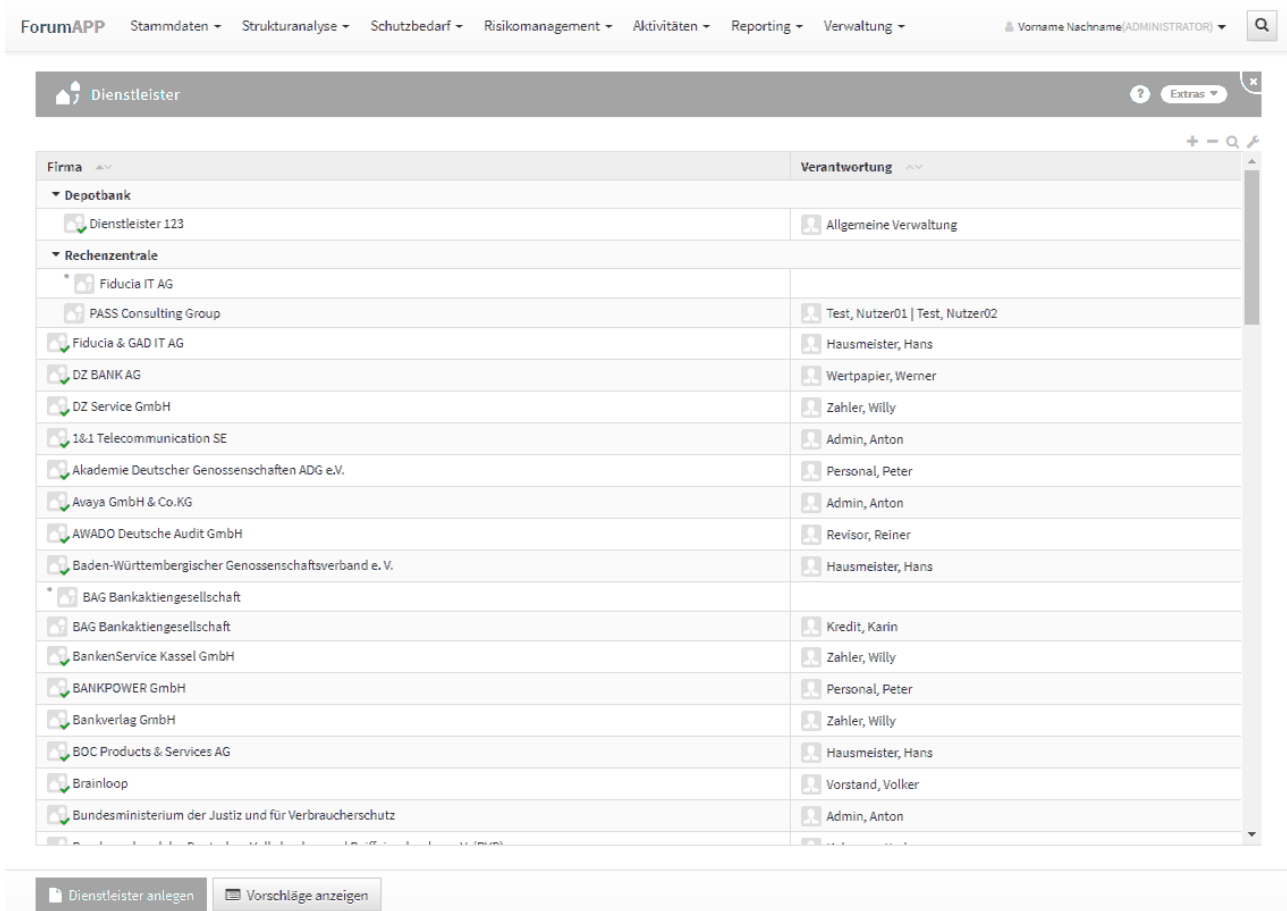 ForumAPP Stammdaten Strukturanalyse Schutzbedarf Risikomanagement Aktivitäten Reporting Verwaltung Vorname Nachname(ADMINISTRATOR)
Dienstleister ? Extras x
Firma Verantwortung
Depotbank
Dienstleister 123 Allgemeine Verwaltung
Rechenzentrale
* Fiducia IT AG
PASS Consulting Group Test, Nutzer01 | Test, Nutzer02
Fiducia & GAD IT AG Hausmeister, Hans
DZ BANK AG Wertpapier, Werner
DZ Service GmbH Zahler, Willy
1&1 Telecommunication SE Admin, Anton
Akademie Deutscher Genossenschaften ADG e.V. Personal, Peter
Avaya GmbH & Co.KG Admin, Anton
AWADO Deutsche Audit GmbH Revisor, Reiner
Baden-Württembergischer Genossenschaftsverband e. V. Hausmeister, Hans
* BAG Bankaktiengesellschaft
BAG Bankaktiengesellschaft Kredit, Karin
BankenService Kassel GmbH Zahler, Willy
BANKPOWER GmbH Personal, Peter
Bankverlag GmbH Zahler, Willy
BOC Products & Services AG Hausmeister, Hans
Brainloop Vorstand, Volker
Bundesministerium der Justiz und für Verbraucherschutz Admin, Anton
Dienstleister anlegen Vorschläge anzeigen